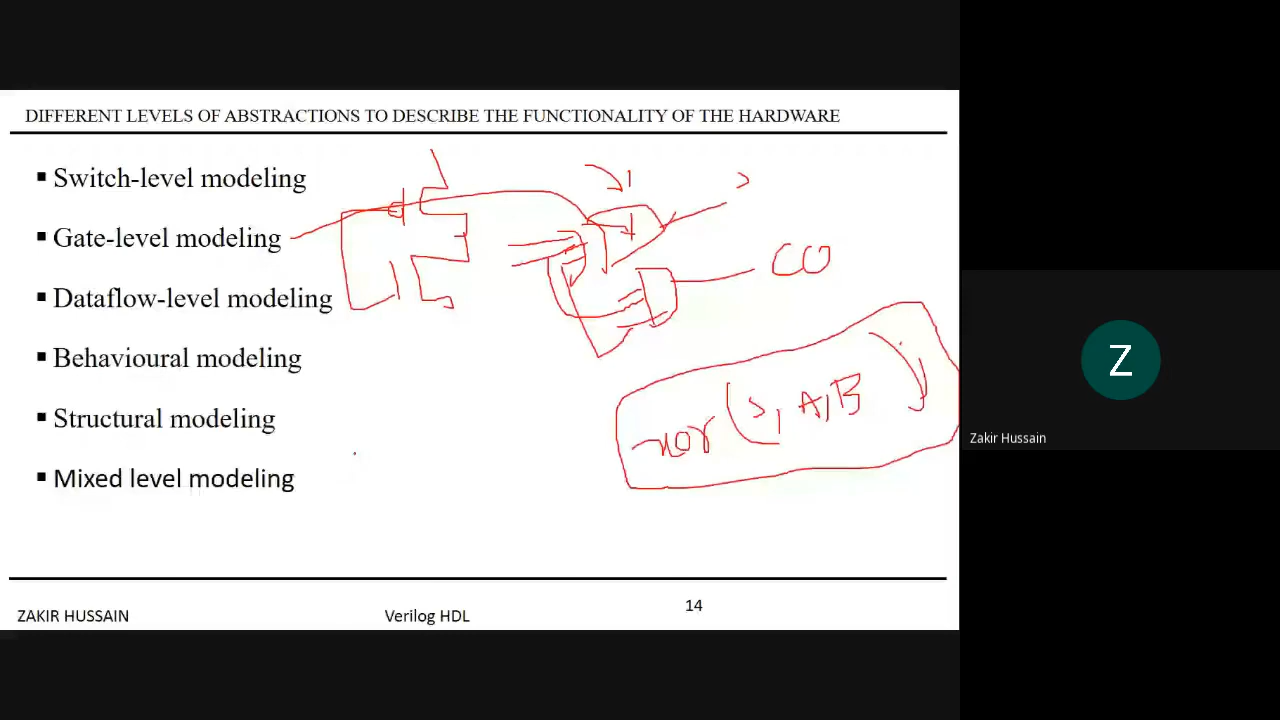 DIFFERENT LEVELS OF ABSTRACTIONS TO DESCRIBE THE FUNCTIONALITY OF THE HARDWARE
▪ Switch-level modeling
▪ Gate-level modeling
▪ Dataflow-level modeling
▪ Behavioural modeling
▪ Structural modeling
▪ Mixed level modeling
CO
xor (S, A, B)
ZAKIR HUSSAIN
Verilog HDL
14
Z
Zakir Hussain